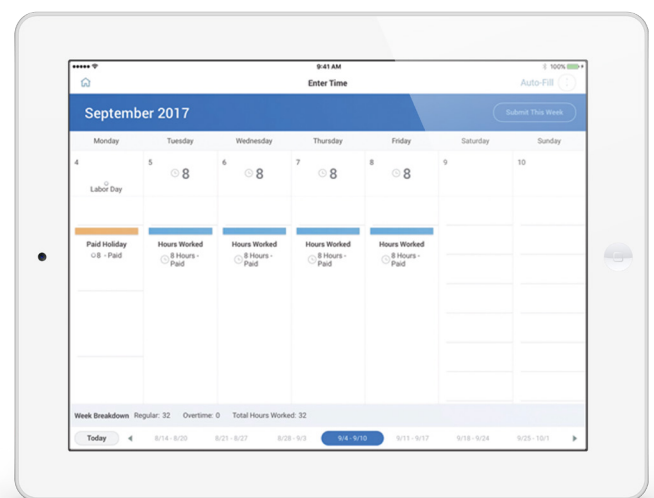 9:41 AM
100%
Enter Time
Auto-Fill
September 2017
Submit This Week
Monday Tuesday Wednesday Thursday Friday Saturday Sunday
4 5 6 7 8 9 10
8 8 8 8
Labor Day
Paid Holiday Hours Worked Hours Worked Hours Worked Hours Worked
8 - Paid 8 Hours - 8 Hours - 8 Hours - 8 Hours -
Paid Paid Paid Paid
Week Breakdown Regular: 32 Overtime: 0 Total Hours Worked: 32
Today 8/14 - 8/20 8/21 - 8/27 8/28 - 9/3 9/4 - 9/10 9/11 - 9/17 9/18 - 9/24 9/25 - 10/1